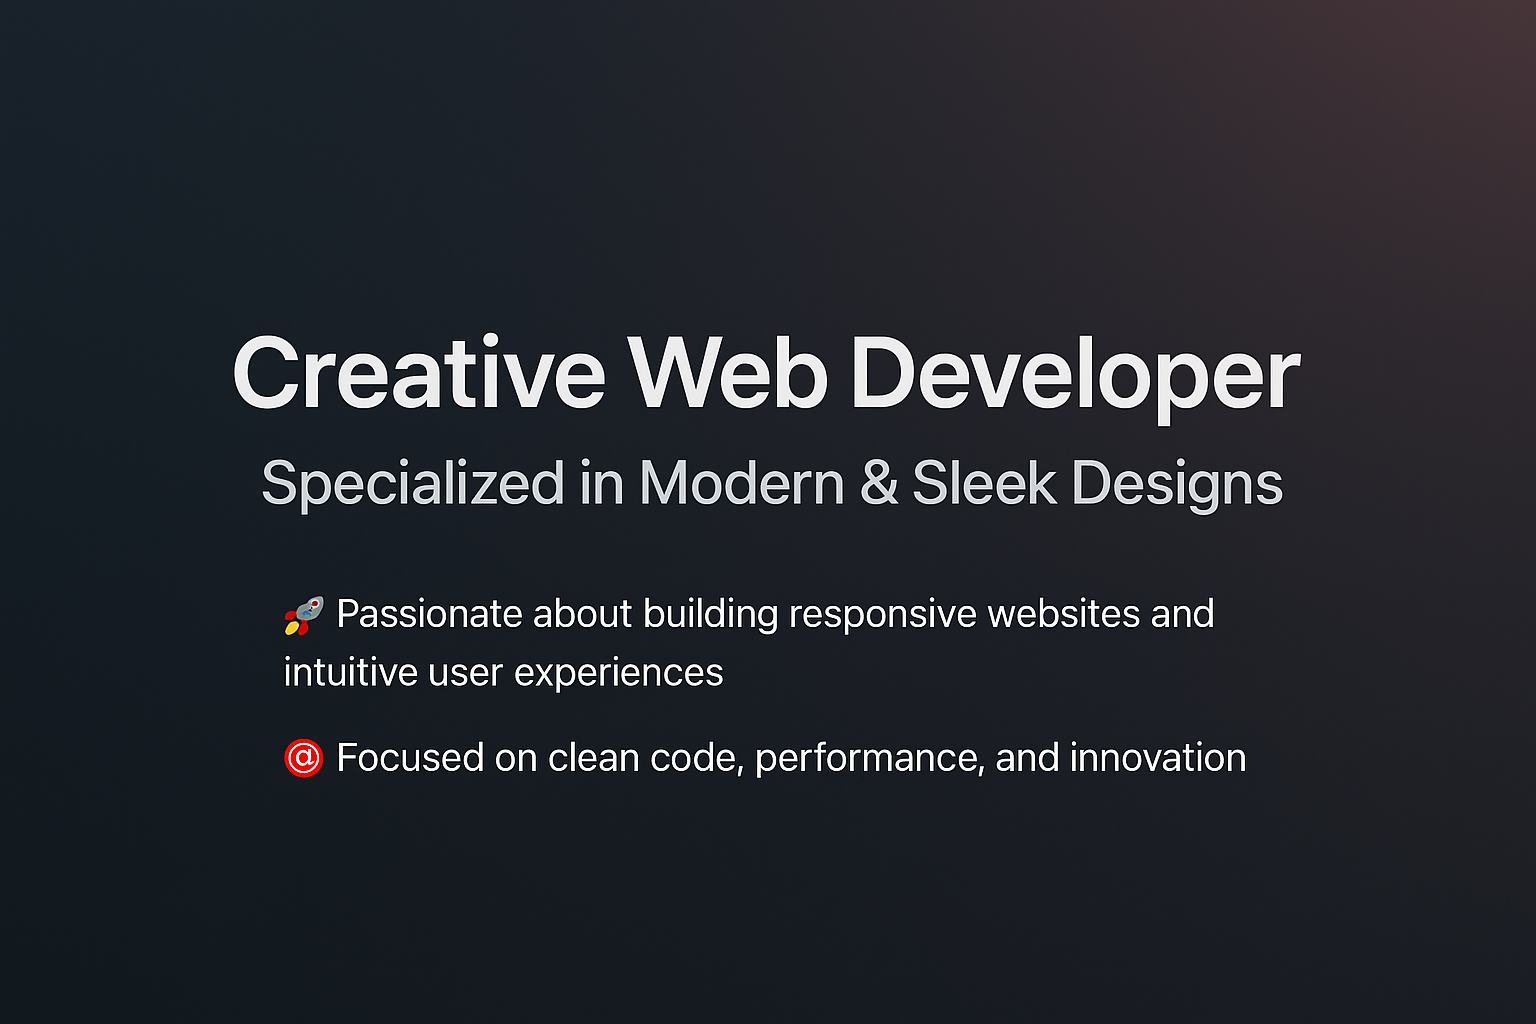 Creative Web Developer
Specialized in Modern & Sleek Designs
🚀 Passionate about building responsive websites and
intuitive user experiences
@ Focused on clean code, performance, and innovation